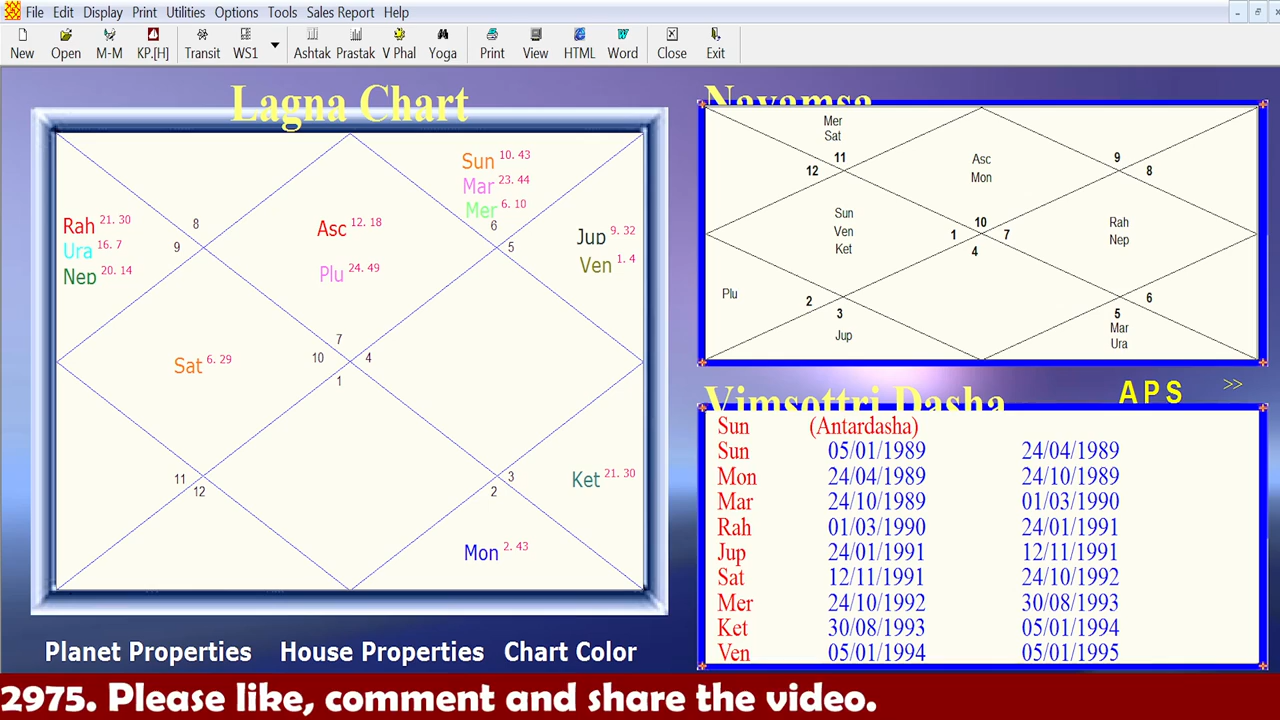 File Edit Display Print Utilities Options Tools Sales Report Help
New Open M-M KP.[H] Transit WS1 Ashtak Prastak V Phal Yoga Print View HTML Word Close Exit
Lagna Chart
Sun 10. 43
Mar 23. 44
Mer 6. 10
Rah 21. 30
Ura 16. 7
Nep 20. 14
8
9
Asc 12. 18
Plu 24. 49
6
5
Jup 9. 32
Ven 1. 4
Sat 6. 29
7
10 4
1
11
12
3
2
Ket 21. 30
Mon 2. 43
Planet Properties House Properties Chart Color
Navamsa
Mer
Sat
11
12
Asc
Mon
9
8
Sun
Ven
Ket
10
1 7
4
Rah
Nep
Plu
2
3
Jup
6
5
Mar
Ura
Vimsottri Dasha
APS >>
Sun (Antardasha)
Sun 05/01/1989 24/04/1989
Mon 24/04/1989 24/10/1989
Mar 24/10/1989 01/03/1990
Rah 01/03/1990 24/01/1991
Jup 24/01/1991 12/11/1991
Sat 12/11/1991 24/10/1992
Mer 24/10/1992 30/08/1993
Ket 30/08/1993 05/01/1994
Ven 05/01/1994 05/01/1995
2975. Please like, comment and share the video.